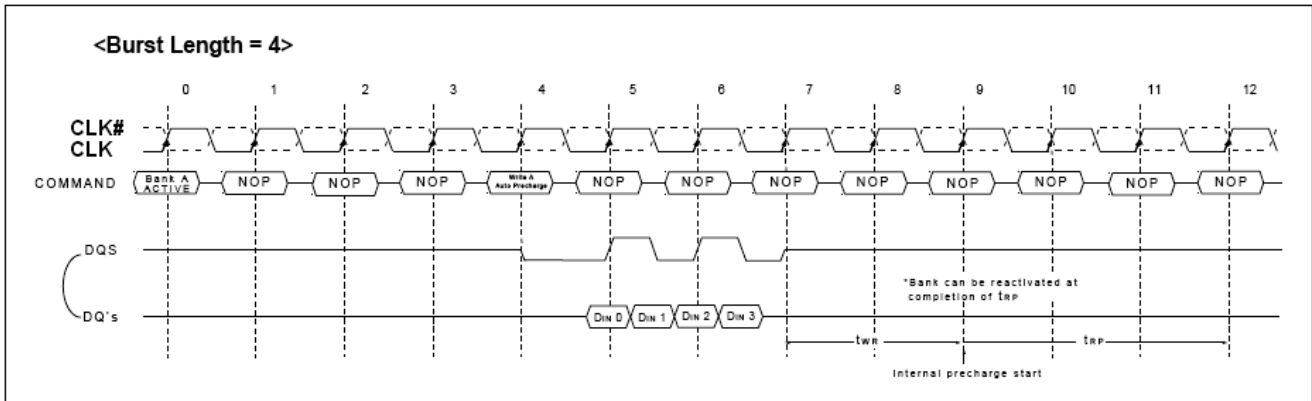 <Burst Length = 4>
0 1 2 3 4 5 6 7 8 9 10 11 12
CLK#
CLK
COMMAND Bank A ACTIVE NOP NOP NOP Write A Auto Precharge NOP NOP NOP NOP NOP NOP NOP NOP
DQS
*Bank can be reactivated at
completion of tRP
DQ's DIN 0 DIN 1 DIN 2 DIN 3
tWR tRP
Internal precharge start